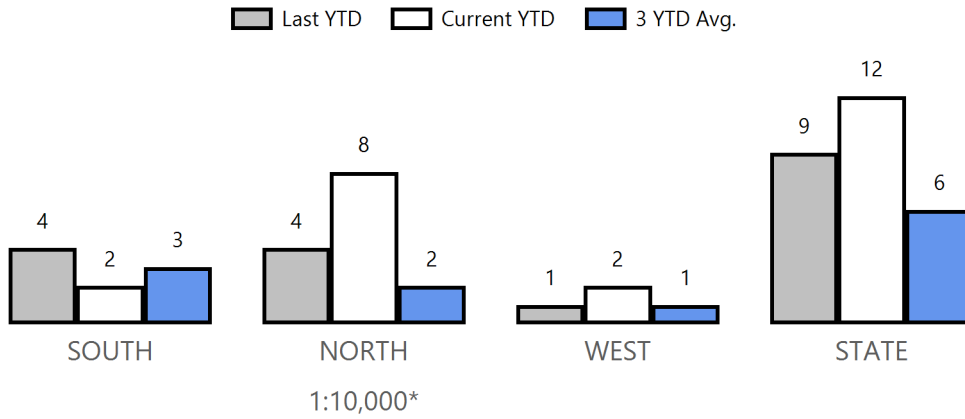 Last YTD Current YTD 3 YTD Avg.
4 2 3
4 8 2
1 2 1
9 12 6
SOUTH NORTH WEST STATE
1:10,000*